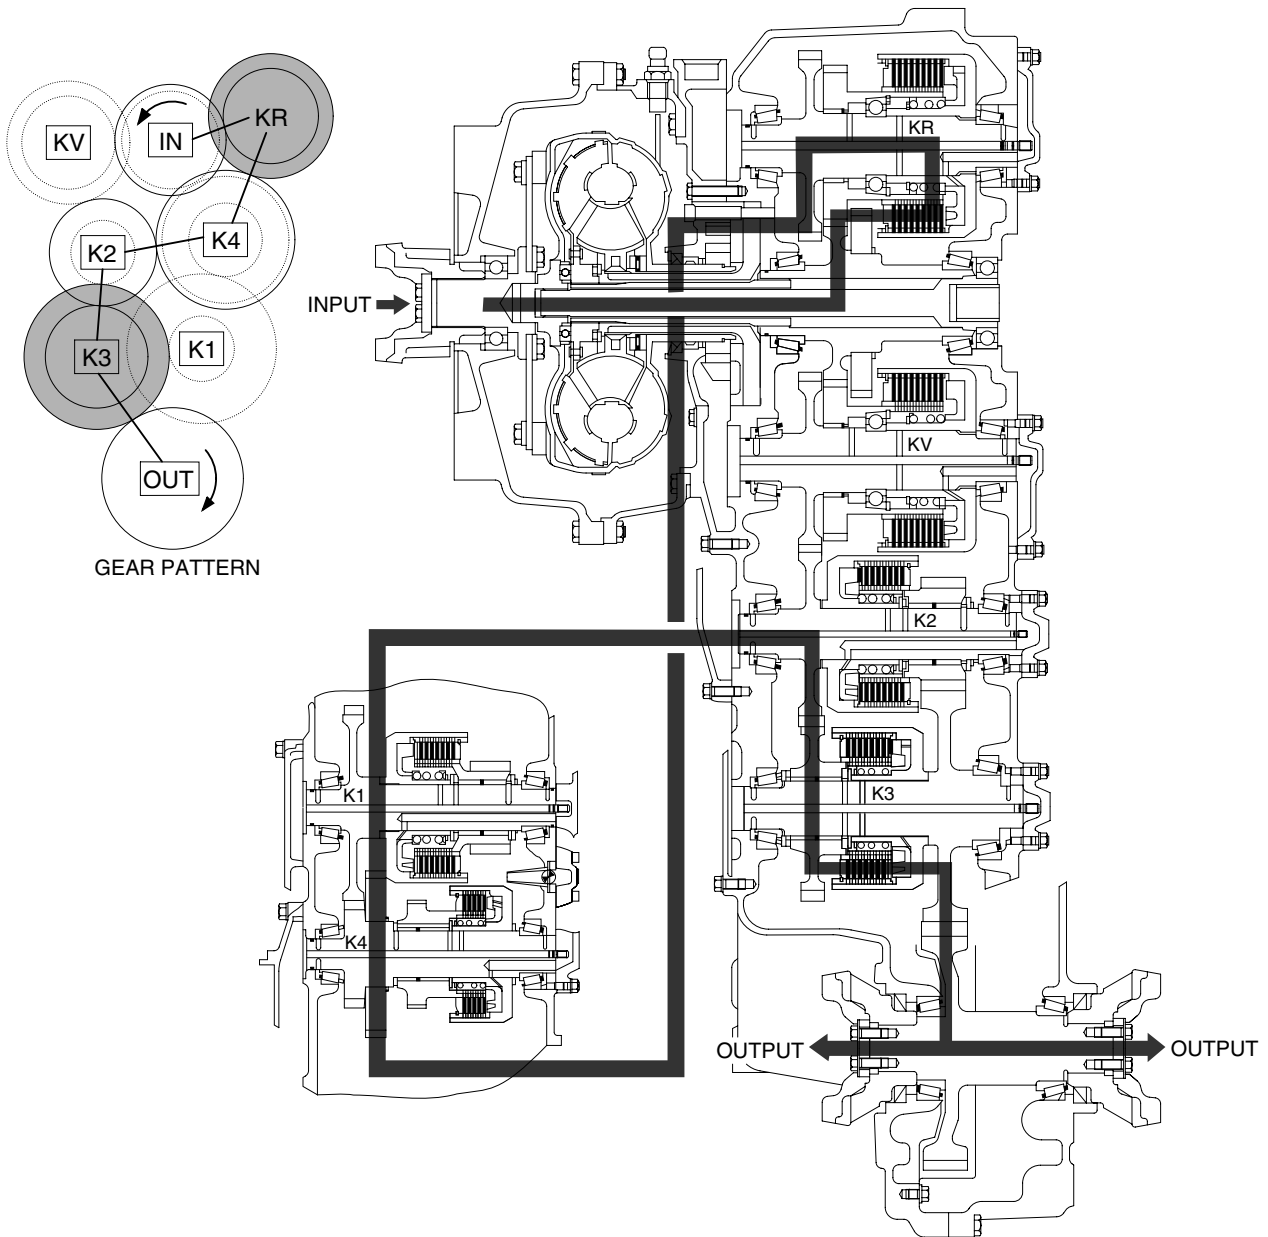 KV
IN
KR
K2
K4
K3
K1
OUT
GEAR PATTERN
INPUT
KR
KV
K2
K1
K3
K4
OUTPUT
OUTPUT